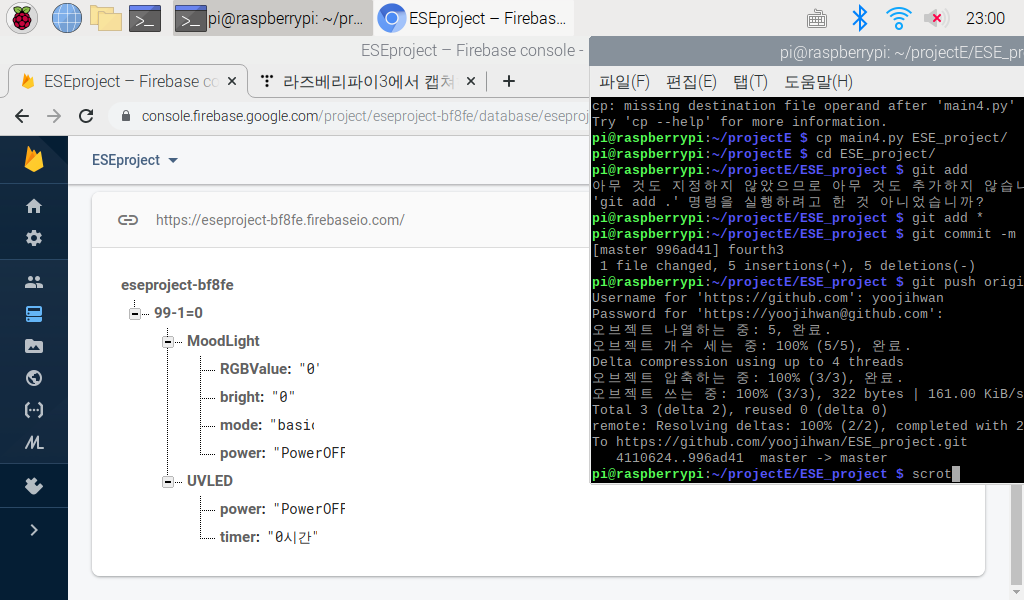 pi@raspberrypi: ~/pr...
ESEproject – Firebas...
23:00
ESEproject – Firebase console -
pi@raspberrypi: ~/projectE/ESE_pr
ESEproject – Firebase co
라즈베리파이3에서 캡쳐
파일(F) 편집(E) 탭(T) 도움말(H)
console.firebase.google.com/project/eseproject-bf8fe/database/eseproj
ESEproject
https://eseproject-bf8fe.firebaseio.com/
eseproject-bf8fe
99-1=0
MoodLight
RGBValue: "0"
bright: "0"
mode: "basic
power: "PowerOFF
UVLED
power: "PowerOFF
timer: "0시간"
cp: missing destination file operand after 'main4.py'
Try 'cp --help' for more information.
pi@raspberrypi:~/projectE $ cp main4.py ESE_project/
pi@raspberrypi:~/projectE $ cd ESE_project/
pi@raspberrypi:~/projectE/ESE_project $ git add
아무 것도 지정하지 않았으므로 아무 것도 추가하지 않습니
'git add .' 명령을 실행하려고 한 것 아니었습니까?
pi@raspberrypi:~/projectE/ESE_project $ git add *
pi@raspberrypi:~/projectE/ESE_project $ git commit -m
[master 996ad41] fourth3
1 file changed, 5 insertions(+), 5 deletions(-)
pi@raspberrypi:~/projectE/ESE_project $ git push origi
Username for 'https://github.com': yoojihwan
Password for 'https://yoojihwan@github.com':
오브젝트 나열하는 중: 5, 완료.
오브젝트 개수 세는 중: 100% (5/5), 완료.
Delta compression using up to 4 threads
오브젝트 압축하는 중: 100% (3/3), 완료.
오브젝트 쓰는 중: 100% (3/3), 322 bytes | 161.00 KiB/s
Total 3 (delta 2), reused 0 (delta 0)
remote: Resolving deltas: 100% (2/2), completed with 2
To https://github.com/yoojihwan/ESE_project.git
4110624..996ad41 master -> master
pi@raspberrypi:~/projectE/ESE_project $ scrot